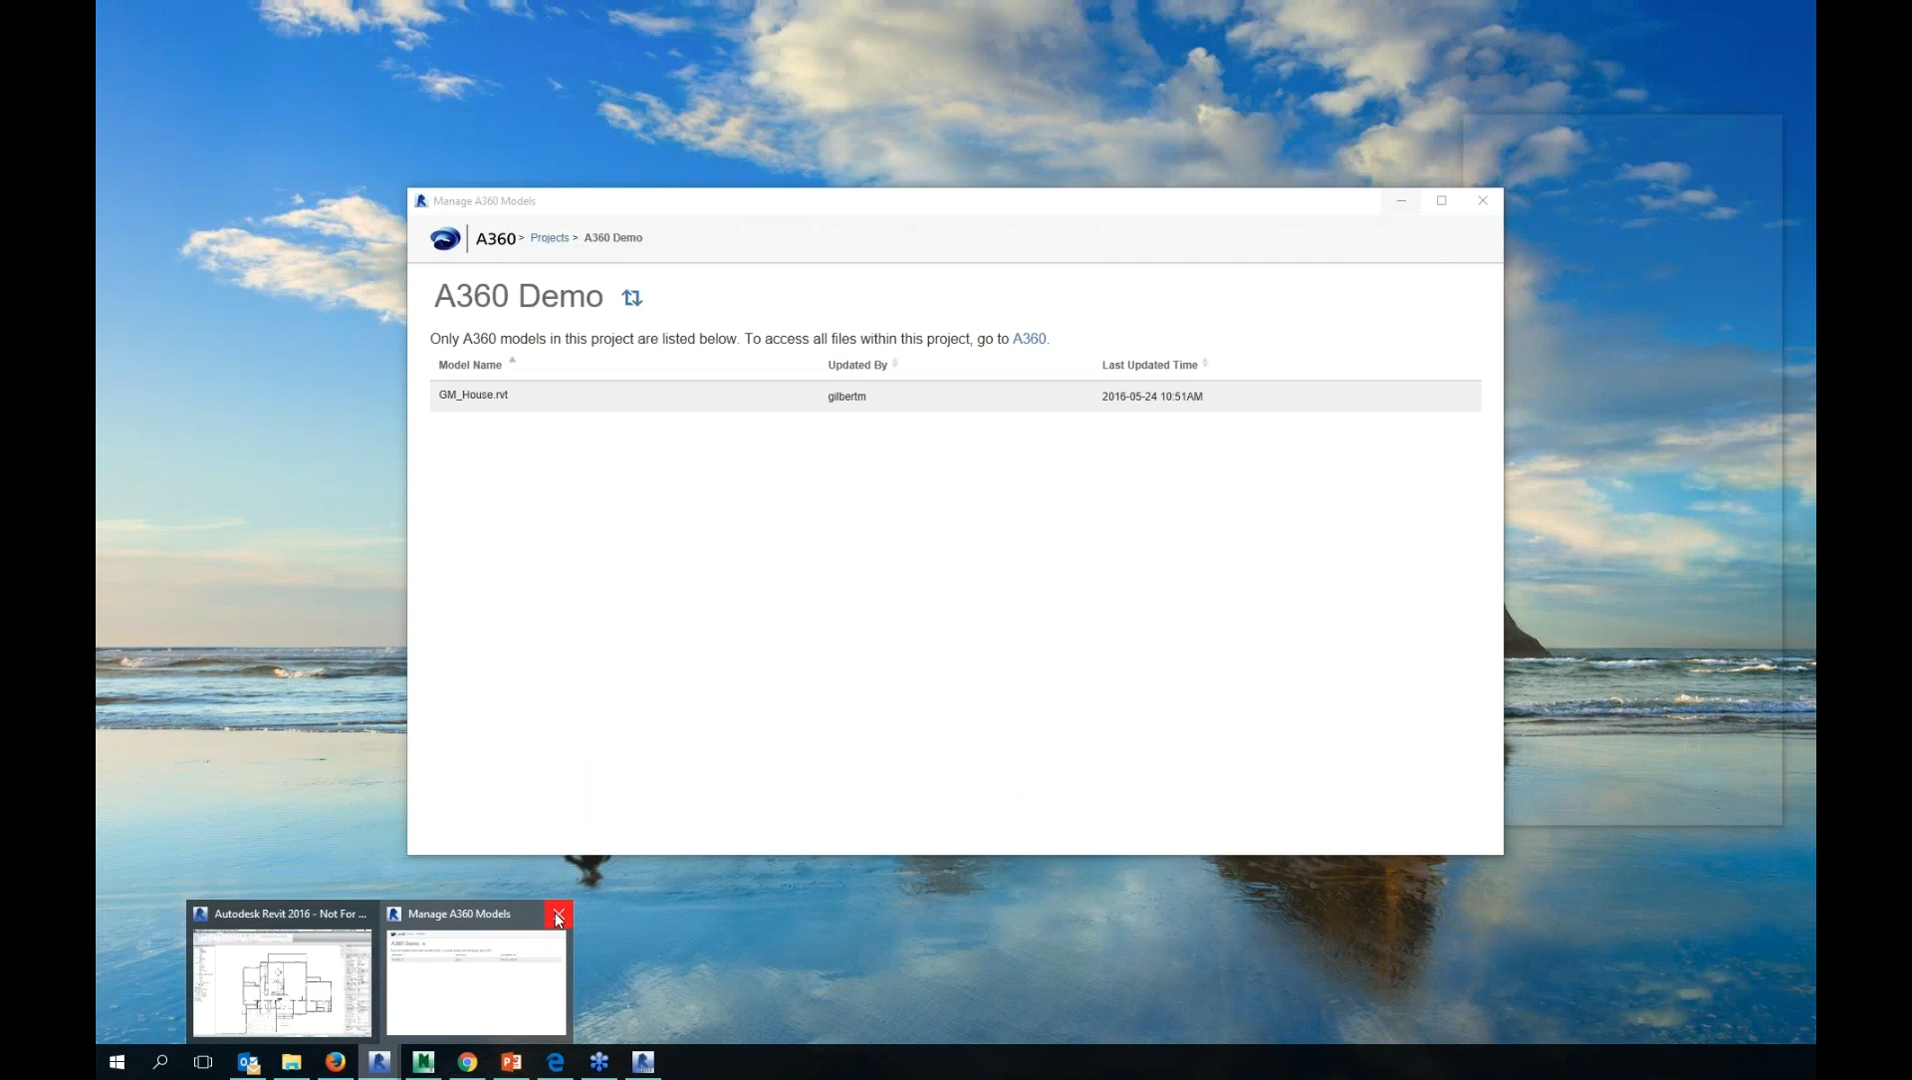 Manage A360 Models
A360 > Projects > A360 Demo
A360 Demo
Only A360 models in this project are listed below. To access all files within this project, go to A360.
Model Name Updated By Last Updated Time
GM_House.rvt gilbertm 2016-05-24 10:51AM
Autodesk Revit 2016 - Not For ... Manage A360 Models
A360 Demo